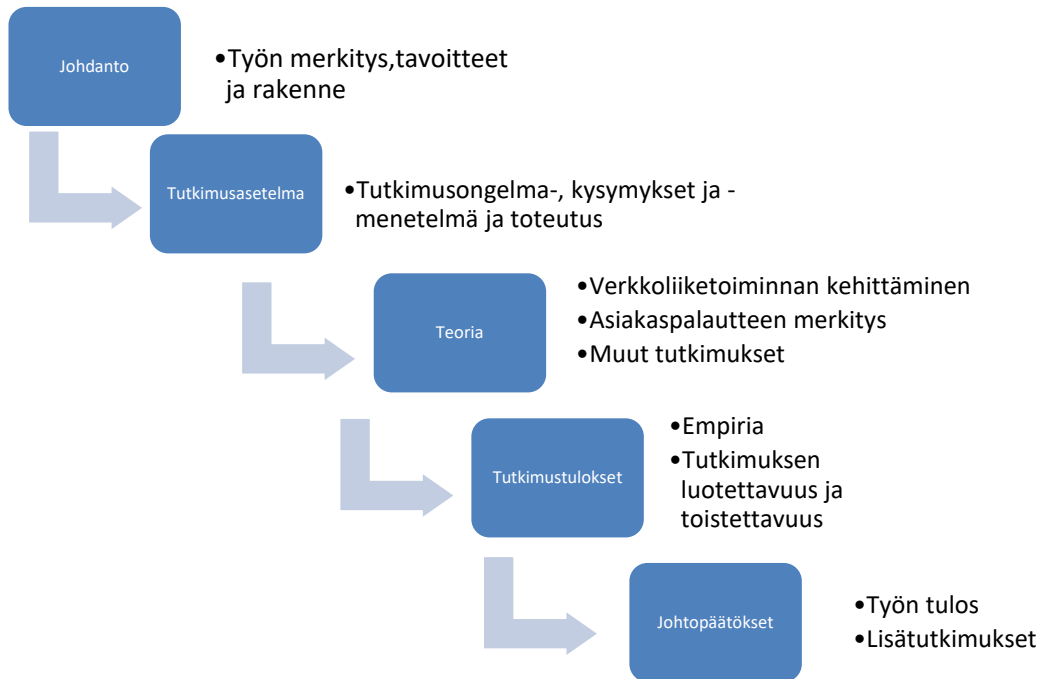 Johdanto
•Työn merkitys,tavoitteet
ja rakenne
Tutkimusasetelma
•Tutkimusongelma-, kysymykset ja -
menetelmä ja toteutus
Teoria
•Verkkoliiketoiminnan kehittäminen
•Asiakaspalautteen merkitys
•Muut tutkimukset
Tutkimustulokset
•Empiria
•Tutkimuksen
luotettavuus ja
toistettavuus
Johtopäätökset
•Työn tulos
•Lisätutkimukset